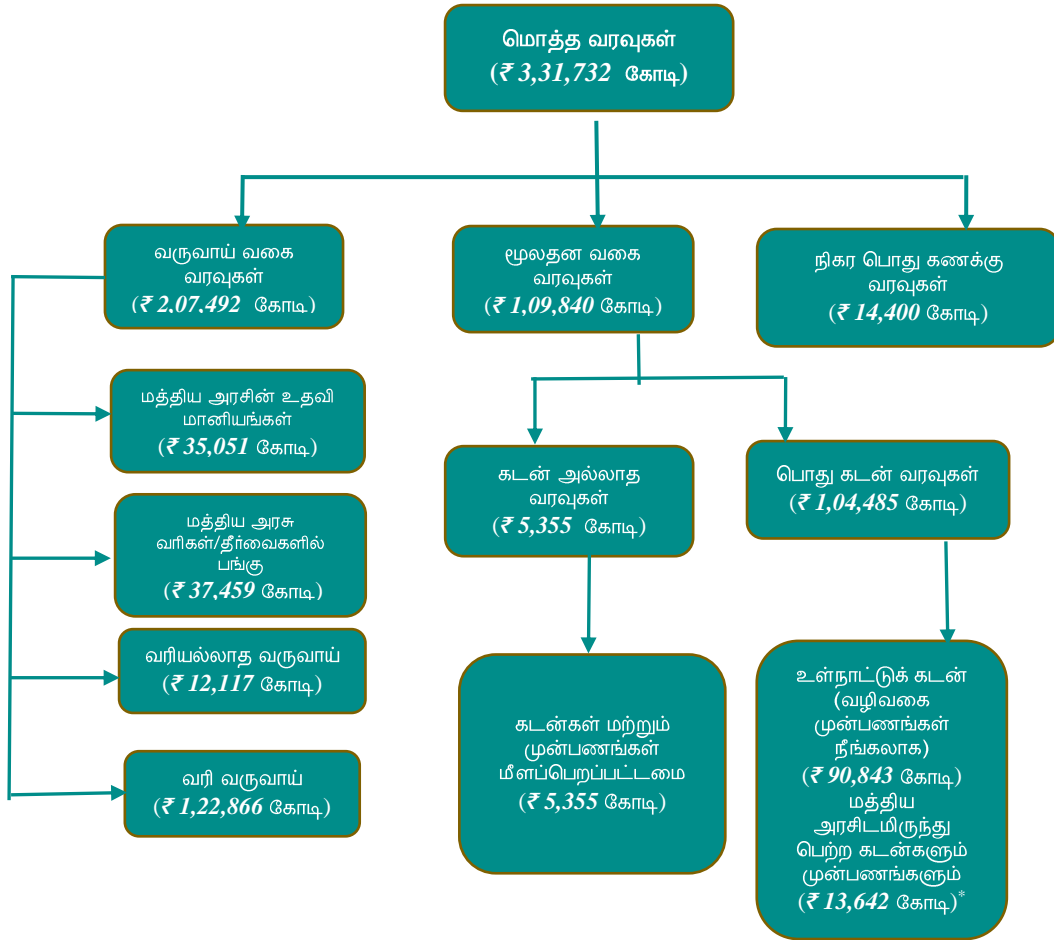 மொத்த வரவுகள்
(₹ 3,31,732 கோடி)
வருவாய் வகை
வரவுகள்
(₹ 2,07,492 கோடி)
மூலதன வகை
வரவுகள்
(₹ 1,09,840 கோடி)
நிகர பொது கணக்கு
வரவுகள்
(₹ 14,400 கோடி)
மத்திய அரசின் உதவி
மானியங்கள்
(₹ 35,051 கோடி)
மத்திய அரசு
வரிகள்/தீர்வைகளில்
பங்கு
(₹ 37,459 கோடி)
வரியல்லாத வருவாய்
(₹ 12,117 கோடி)
வரி வருவாய்
(₹ 1,22,866 கோடி)
கடன் அல்லாத
வரவுகள்
(₹ 5,355 கோடி)
பொது கடன் வரவுகள்
(₹ 1,04,485 கோடி)
கடன்கள் மற்றும்
முன்பணங்கள்
மீளப்பெறப்பட்டமை
(₹ 5,355 கோடி)
உள்நாட்டுக் கடன்
(வழிவகை
முன்பணங்கள்
நீங்கலாக)
(₹ 90,843 கோடி)
மத்திய
அரசிடமிருந்து
பெற்ற கடன்களும்
முன்பணங்களும்
(₹ 13,642 கோடி)*